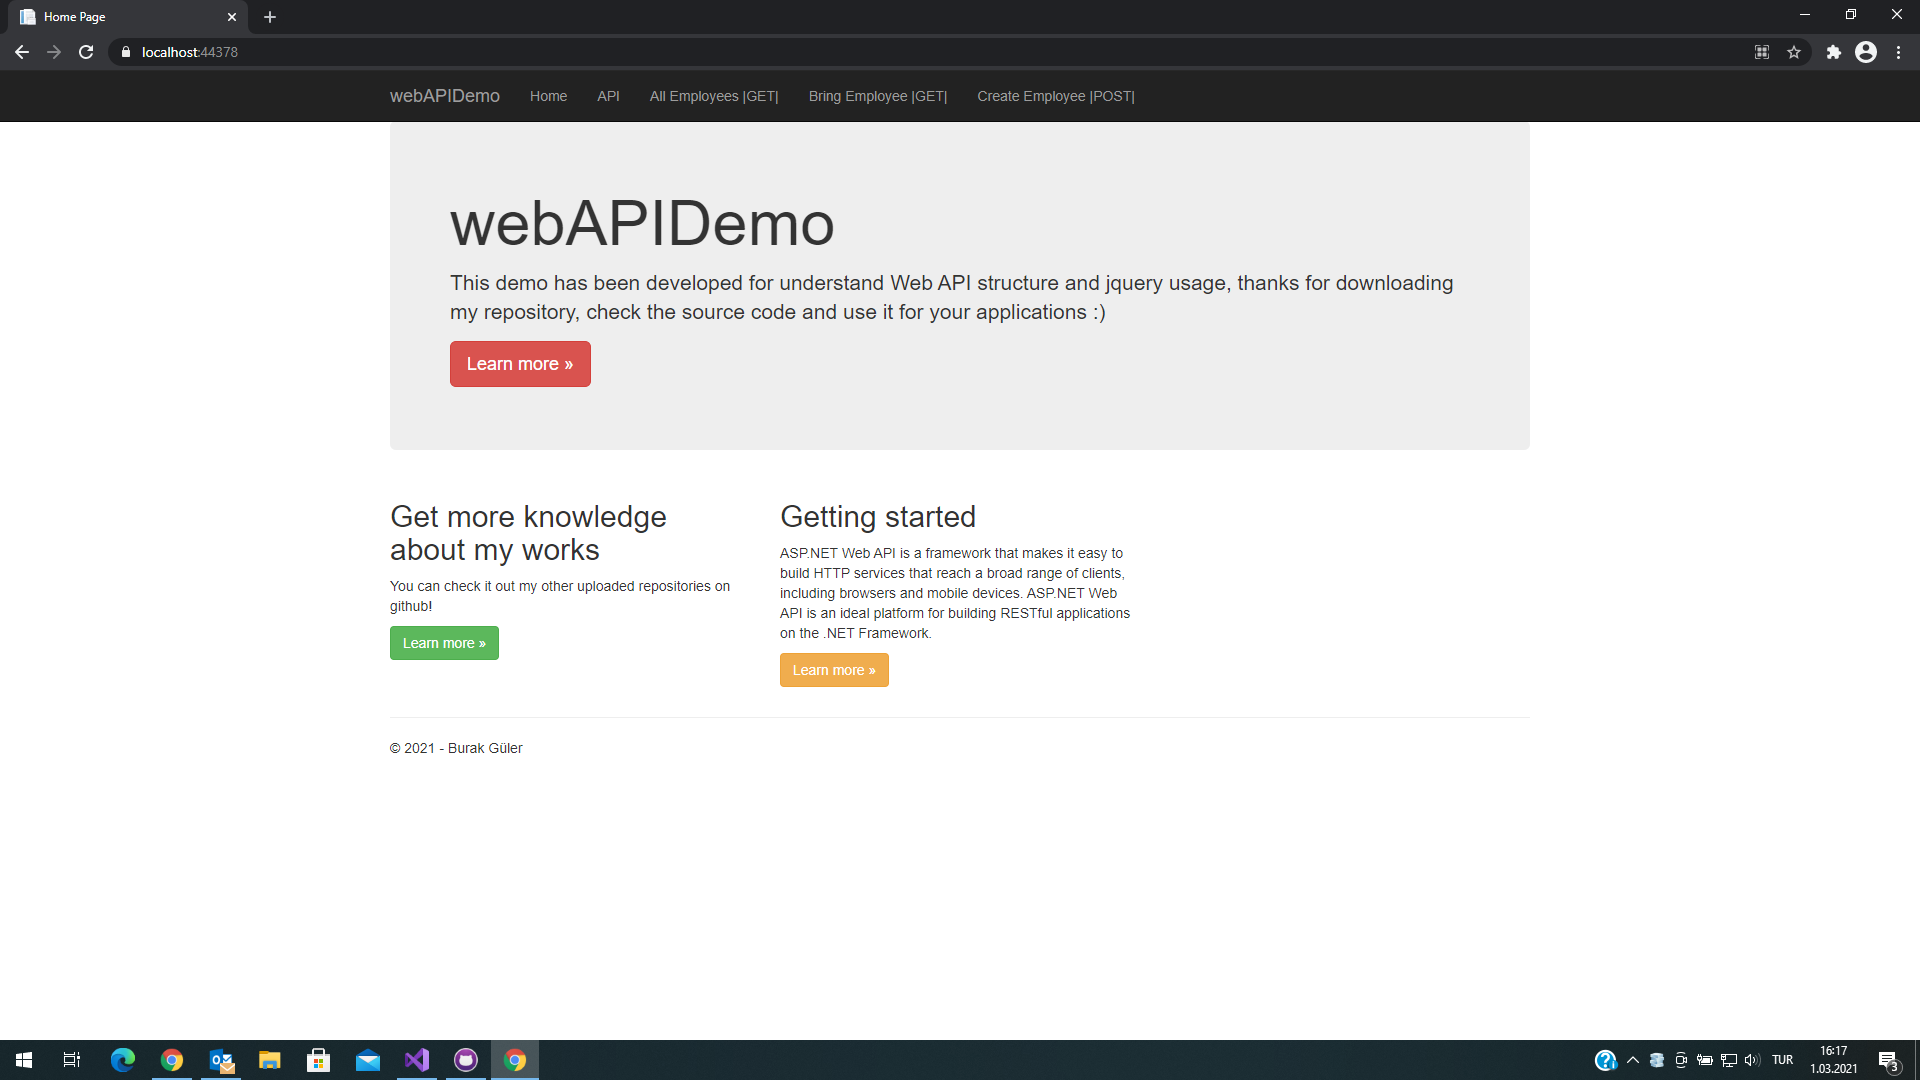 Home Page
localhost:44378
webAPIDemo Home API All Employees |GET| Bring Employee |GET| Create Employee |POST|
webAPIDemo
This demo has been developed for understand Web API structure and jquery usage, thanks for downloading
my repository, check the source code and use it for your applications :)
Learn more »
Get more knowledge
about my works
You can check it out my other uploaded repositories on
github!
Learn more »
Getting started
ASP.NET Web API is a framework that makes it easy to
build HTTP services that reach a broad range of clients,
including browsers and mobile devices. ASP.NET Web
API is an ideal platform for building RESTful applications
on the .NET Framework.
Learn more »
© 2021 - Burak Güler
TUR
16:17
1.03.2021
3